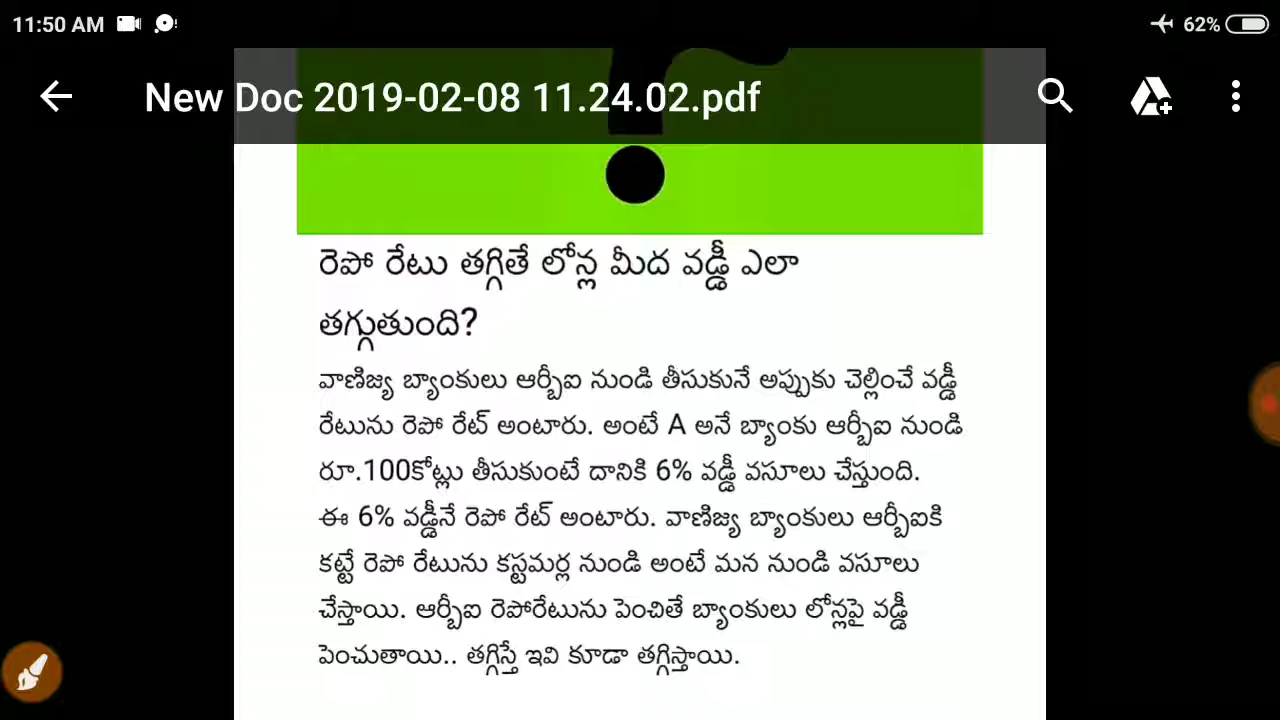 11:50 AM
62%
New Doc 2019-02-08 11.24.02.pdf
?
రెపో రేటు తగ్గితే లోన్ల మీద వడ్డీ ఎలా
తగ్గుతుంది?
వాణిజ్య బ్యాంకులు ఆర్బీఐ నుండి తీసుకునే అప్పుకు చెల్లించే వడ్డీ
రేటును రెపో రేట్ అంటారు. అంటే A అనే బ్యాంకు ఆర్బీఐ నుండి
రూ.100కోట్లు తీసుకుంటే దానికి 6% వడ్డీ వసూలు చేస్తుంది.
ఈ 6% వడ్డీనే రెపో రేట్ అంటారు. వాణిజ్య బ్యాంకులు ఆర్బీఐకి
కట్టే రెపో రేటును కస్టమర్ల నుండి అంటే మన నుండి వసూలు
చేస్తాయి. ఆర్బీఐ రెపోరేటును పెంచితే బ్యాంకులు లోన్లపై వడ్డీ
పెంచుతాయి.. తగ్గిస్తే ఇవి కూడా తగ్గిస్తాయి.